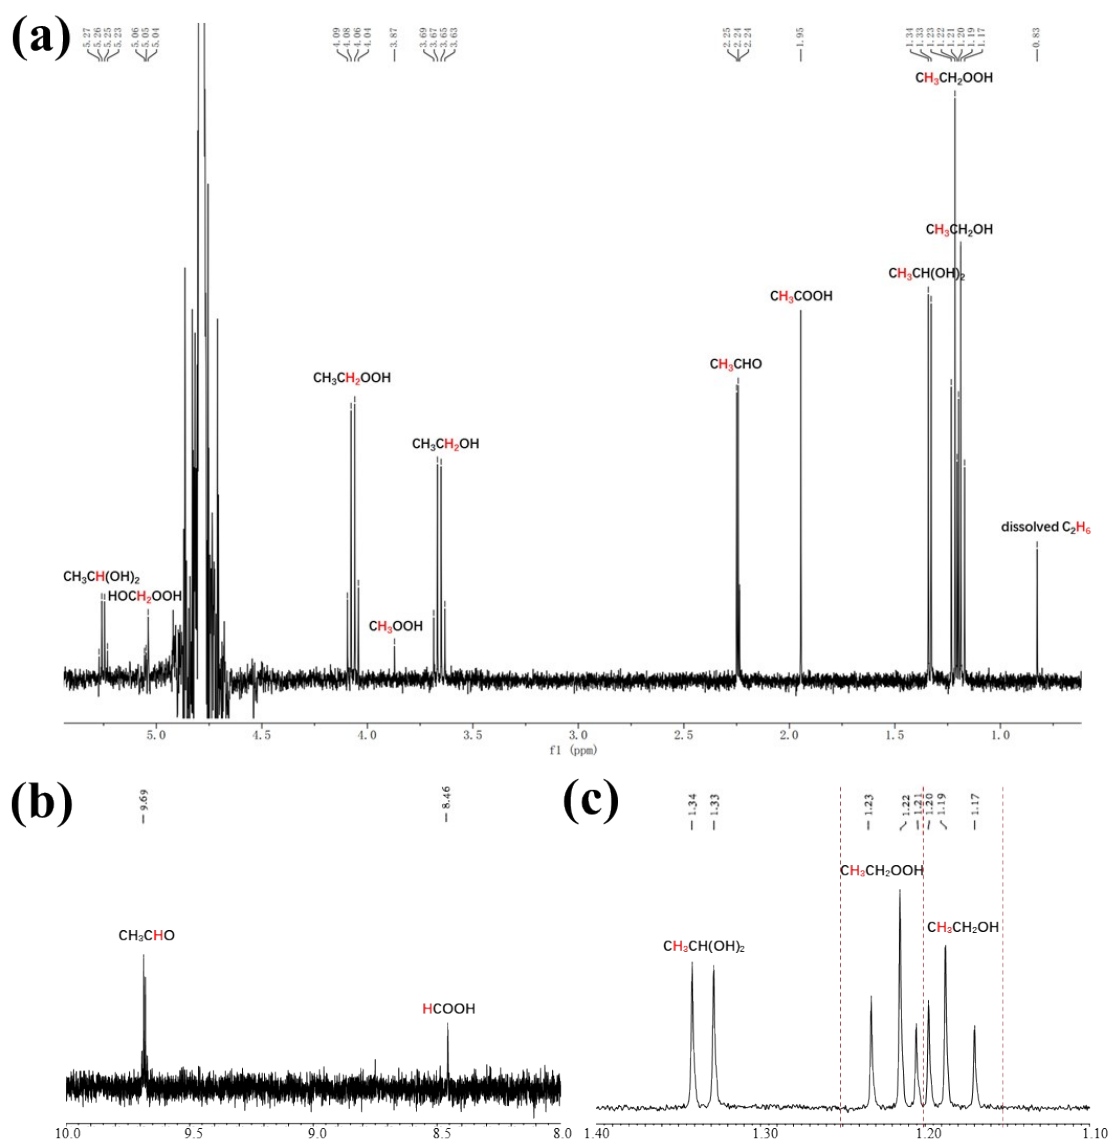 (a)
5.27 5.26 5.25 5.23 5.06 5.05 5.04 4.09 4.08 4.06 4.04 3.87 3.69 3.67 3.65 3.63 2.25 2.24 2.24 1.95 1.34 1.33 1.23 1.22 1.21 1.20 1.19 1.17 0.83
CH₃CH₂OOH
CH₃CH₂OH
CH₃CH(OH)₂
CH₃COOH
CH₃CHO
CH₃CH₂OOH
CH₃CH₂OH
dissolved C₂H₆
CH₃CH(OH)₂
HOCH₂OOH
CH₃OOH
5.0 4.5 4.0 3.5 3.0 2.5 2.0 1.5 1.0
f1 (ppm)
(b)
9.69 8.46
CH₃CHO
HCOOH
10.0 9.5 9.0 8.5 8.0
(c)
1.34 1.33 1.23 1.22 1.21 1.20 1.19 1.17
CH₃CH₂OOH
CH₃CH₂OH
CH₃CH(OH)₂
1.40 1.30 1.20 1.10